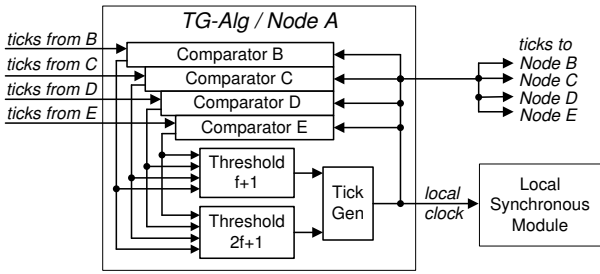 TG-Alg / Node A
ticks from B
ticks from C
ticks from D
ticks from E
Comparator B
Comparator C
Comparator D
Comparator E
Threshold
f+1
Threshold
2f+1
Tick
Gen
ticks to
Node B
Node C
Node D
Node E
local
clock
Local
Synchronous
Module